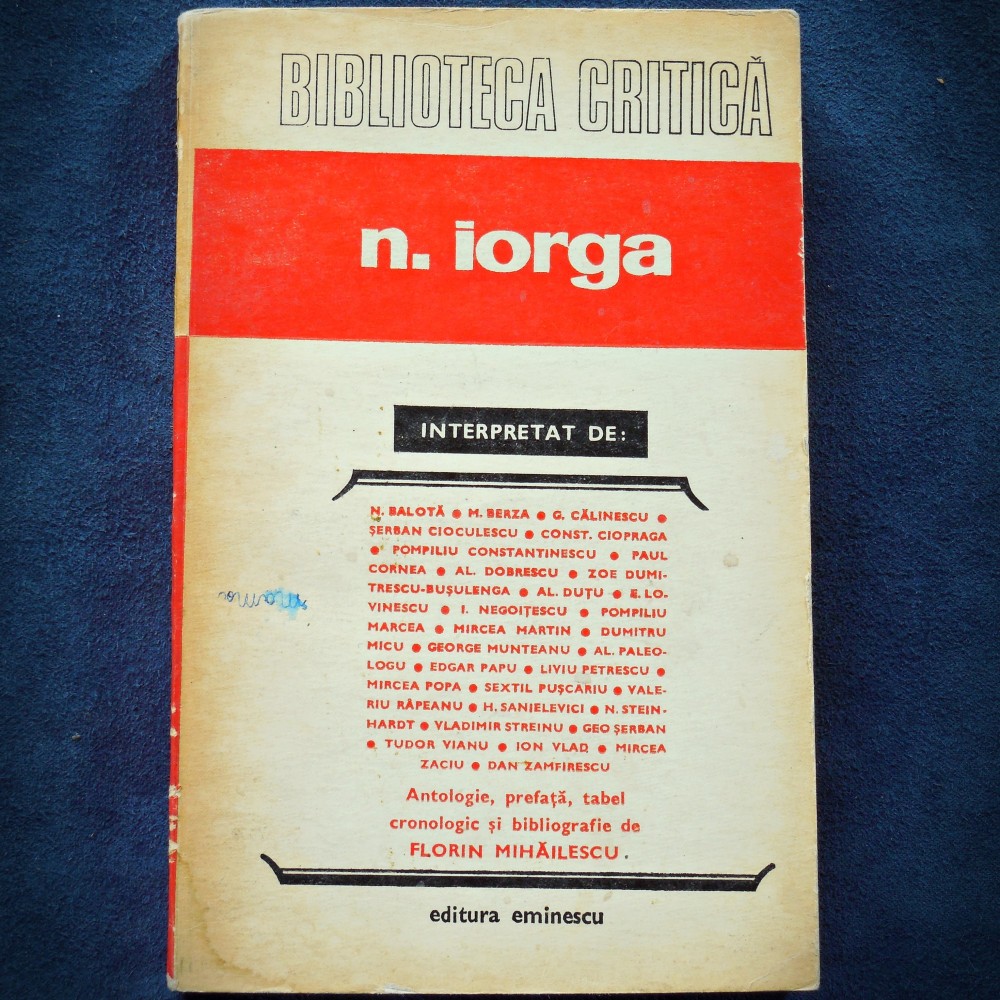 BIBLIOTECA CRITICĂ
n. iorga
INTERPRETAT DE:
N. BALOTĂ • M. BERZA • G. CĂLINESCU •
ȘERBAN CIOCULESCU • CONST. CIOPRAGA
• POMPILIU CONSTANTINESCU • PAUL
CORNEA • AL. DOBRESCU • ZOE DUMI-
TRESCU-BUȘULENGA • AL. DUȚU • E. LO-
VINESCU • I. NEGOIȚESCU • POMPILIU
MARCEA • MIRCEA MARTIN • DUMITRU
MICU • GEORGE MUNTEANU • AL. PALEO-
LOGU • EDGAR PAPU • LIVIU PETRESCU •
MIRCEA POPA • SEXTIL PUȘCARIU • VALE-
RIU RÂPEANU • H. SANIELEVICI • N. STEIN-
HARDT • VLADIMIR STREINU • GEO ȘERBAN
• TUDOR VIANU • ION VLAD • MIRCEA
ZACIU • DAN ZAMFIRESCU
Antologie, prefață, tabel
cronologic și bibliografie de
FLORIN MIHĂILESCU.
editura eminescu